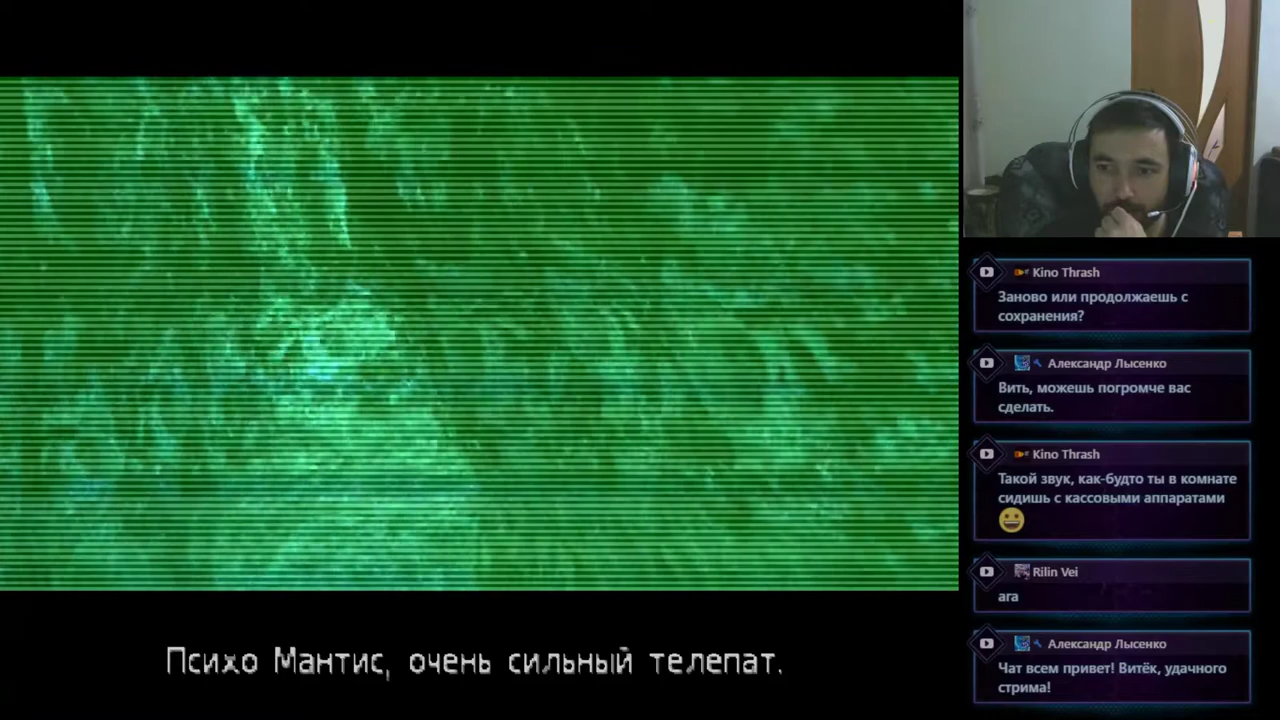 Психо Мантис, очень сильный телепат.
Kino Thrash
Заново или продолжаешь с
сохранения?
Александр Лысенко
Вить, можешь погромче вас
сделать.
Kino Thrash
Такой звук, как-будто ты в комнате
сидишь с кассовыми аппаратами
Rilin Vei
ага
Александр Лысенко
Чат всем привет! Витёк, удачного
стрима!